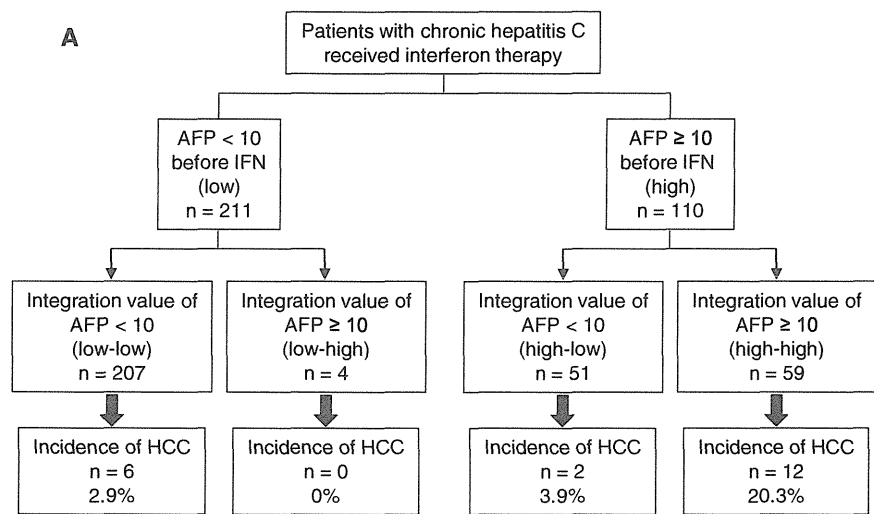 A
Patients with chronic hepatitis C
received interferon therapy
AFP < 10
before IFN
(low)
n = 211
AFP ≥ 10
before IFN
(high)
n = 110
Integration value of
AFP < 10
(low-low)
n = 207
Integration value of
AFP ≥ 10
(low-high)
n = 4
Integration value of
AFP < 10
(high-low)
n = 51
Integration value of
AFP ≥ 10
(high-high)
n = 59
Incidence of HCC
n = 6
2.9%
Incidence of HCC
n = 0
0%
Incidence of HCC
n = 2
3.9%
Incidence of HCC
n = 12
20.3%